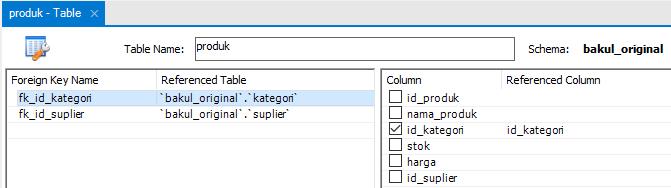 produk - Table ×
Table Name: produk Schema: bakul_original
Foreign Key Name Referenced Table Column Referenced Column
fk_id_kategori `bakul_original`.`kategori`
fk_id_suplier `bakul_original`.`suplier`
id_produk
nama_produk
id_kategori id_kategori
stok
harga
id_suplier